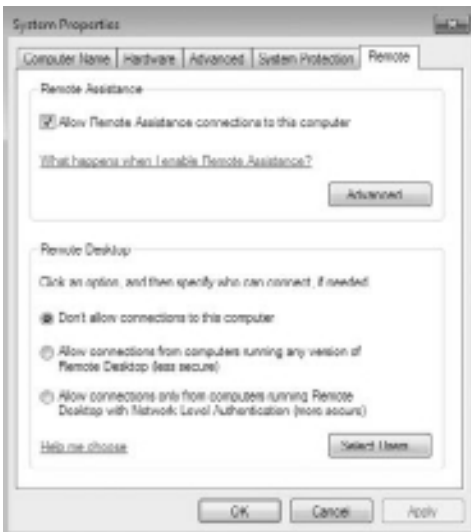 System Properties
Computer Name Hardware Advanced System Protection Remote
Remote Assistance
Allow Remote Assistance connections to this computer
What happens when I enable Remote Assistance?
Advanced...
Remote Desktop
Click an option, and then specify who can connect, if needed.
Don't allow connections to this computer
Allow connections from computers running any version of
Remote Desktop (less secure)
Allow connections only from computers running Remote
Desktop with Network Level Authentication (more secure)
Help me choose
Select Users...
OK Cancel Apply